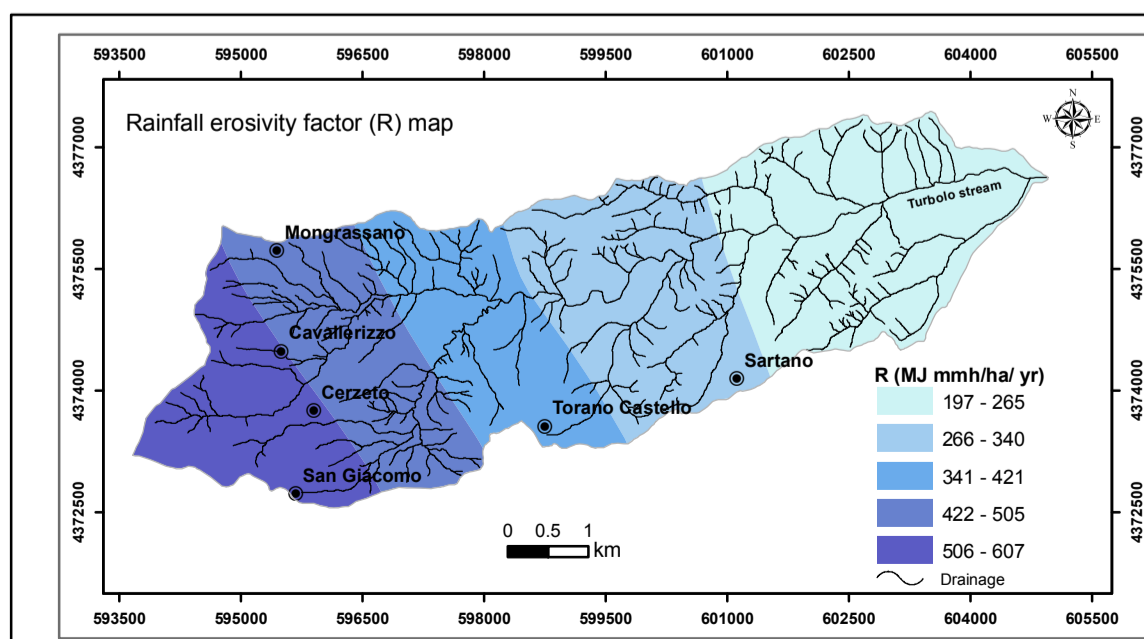 593500 595000 596500 598000 599500 601000 602500 604000 605500
Rainfall erosivity factor (R) map
N
W E
S
4377000 4377000
Turbolo stream
Mongrassano
4375500 4375500
Cavallerizzo
Sartano
4374000 4374000
Cerzeto
Torano Castello
San Giacomo
4372500 4372500
0 0.5 1
km
R (MJ mmh/ha/ yr)
197 - 265
266 - 340
341 - 421
422 - 505
506 - 607
Drainage
593500 595000 596500 598000 599500 601000 602500 604000 605500